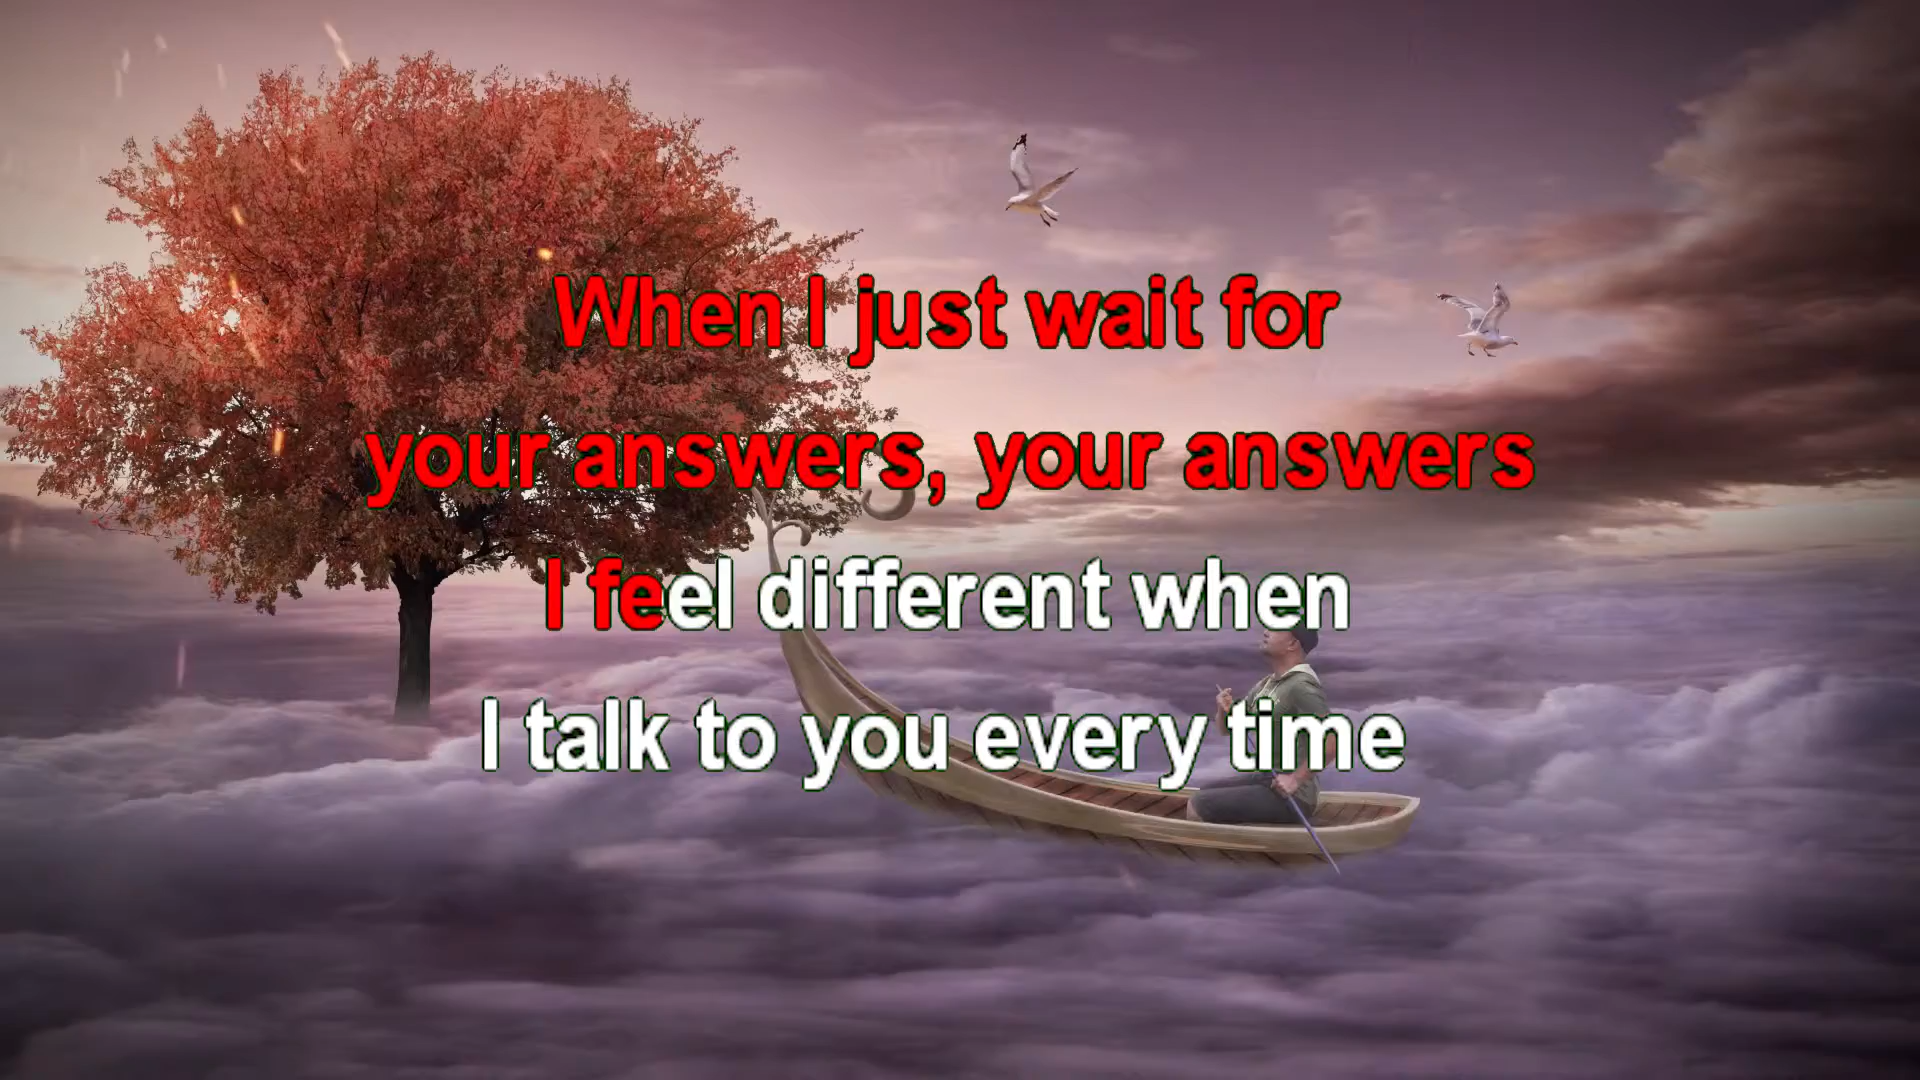 When I just wait for
your answers, your answers
I feel different when
I talk to you every time